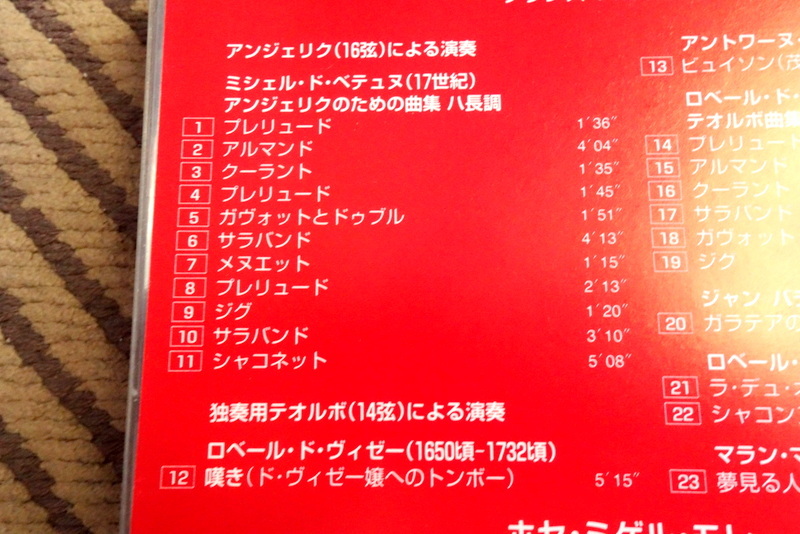 アンジェリク(16弦)による演奏
ミシェル・ド・ベテュヌ(17世紀)
アンジェリクのための曲集 ハ長調
1 プレリュード 1´36″
2 アルマンド 4´04″
3 クーラント 1´35″
4 プレリュード 1´45″
5 ガヴォットとドゥブル 1´51″
6 サラバンド 4´13″
7 メヌエット 1´15″
8 プレリュード 2´13″
9 ジグ 1´20″
10 サラバンド 3´10″
11 シャコネット 5´08″
独奏用テオルボ(14弦)による演奏
ロベール・ド・ヴィゼー(1650頃-1732頃)
12 嘆き(ド・ヴィゼー嬢へのトンボー) 5´15″
アントワーヌ・
13 ビュイソン(茂
ロベール・ド・
テオルボ曲集
14 プレリュード
15 アルマンド
16 クーラント
17 サラバンド
18 ガヴォット
19 ジグ
ジャン バテ
20 ガラテアの
ロベール・
21 ラ・デュ・
22 シャコン
マラン・マ
23 夢見る人
ホセ・ミゲル・モレ